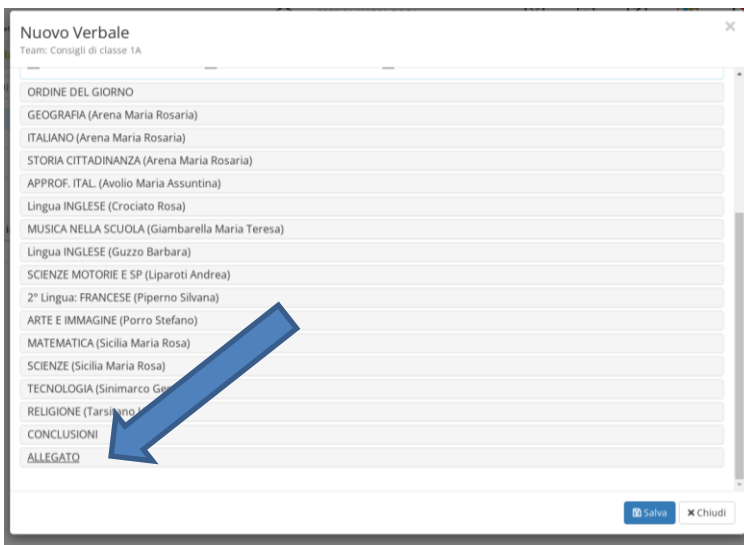 Nuovo Verbale
Team: Consigli di classe 1A
ORDINE DEL GIORNO
GEOGRAFIA (Arena Maria Rosaria)
ITALIANO (Arena Maria Rosaria)
STORIA CITTADINANZA (Arena Maria Rosaria)
APPROF. ITAL. (Avolio Maria Assuntina)
Lingua INGLESE (Crociato Rosa)
MUSICA NELLA SCUOLA (Giambarella Maria Teresa)
Lingua INGLESE (Guzzo Barbara)
SCIENZE MOTORIE E SP (Liparoti Andrea)
2° Lingua: FRANCESE (Piperno Silvana)
ARTE E IMMAGINE (Porro Stefano)
MATEMATICA (Sicilia Maria Rosa)
SCIENZE (Sicilia Maria Rosa)
TECNOLOGIA (Sinimarco
RELIGIONE
CONCLUSIONI
ALLEGATO
Salva
Chiudi